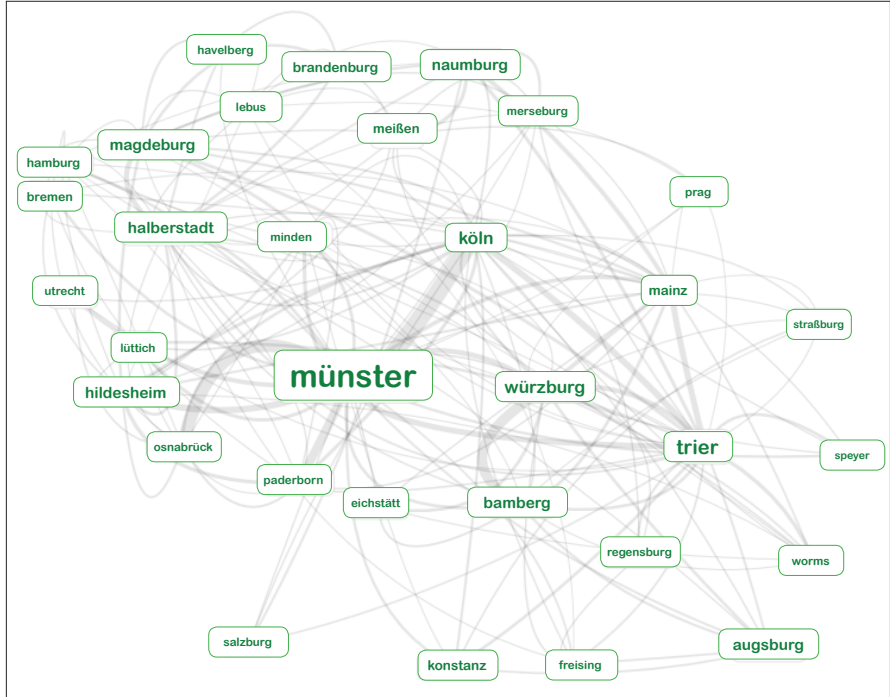 havelberg
brandenburg
naumburg
lebus
merseburg
meißen
magdeburg
hamburg
bremen
prag
halberstadt
minden
köln
utrecht
mainz
straßburg
lüttich
münster
würzburg
hildesheim
osnabrück
trier
speyer
paderborn
eichstätt
bamberg
regensburg
worms
salzburg
augsburg
konstanz
freising